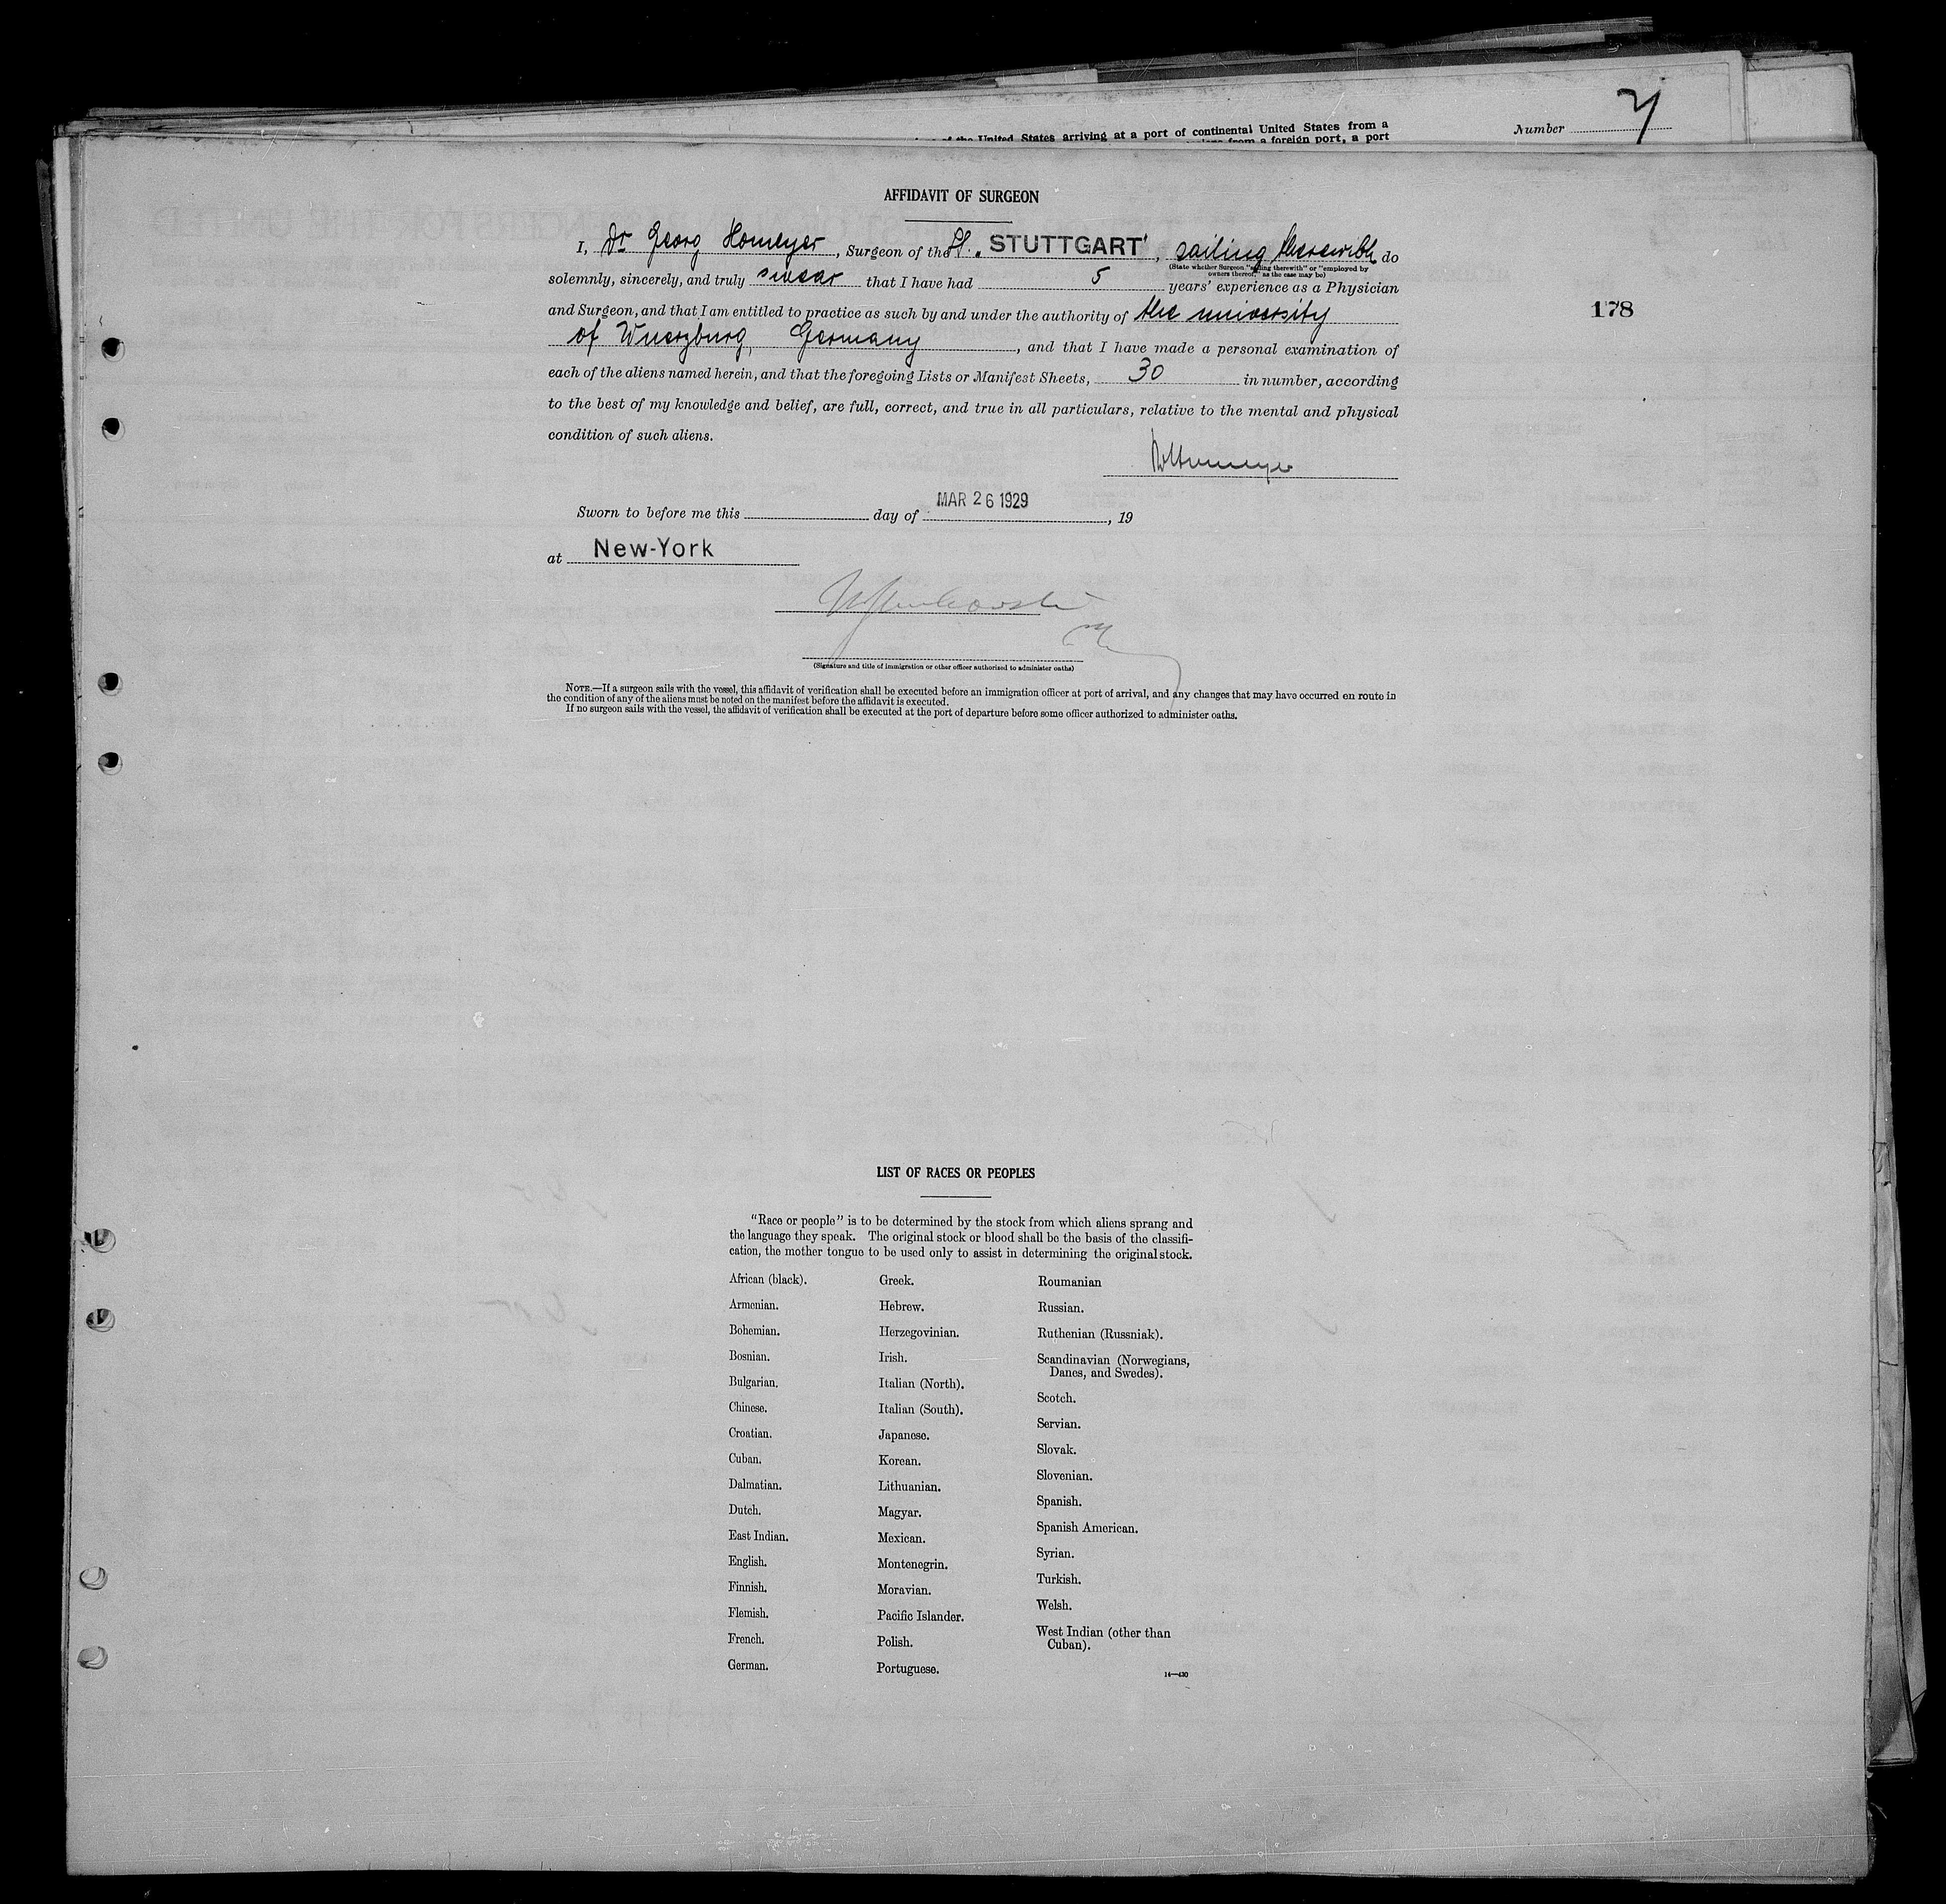 of the United States arriving at a port of continental United States from a
from a foreign port, a port
Number
AFFIDAVIT OF SURGEON
I, Dr Georg Homeyer, Surgeon of the St. "STUTTGART", sailing therewith do
(State whether Surgeon "sailing therewith" or "employed by
owners thereof," as the case may be)
solemnly, sincerely, and truly swear that I have had 5 years' experience as a Physician
and Surgeon, and that I am entitled to practice as such by and under the authority of the university
178
of Wuerzburg, Germany, and that I have made a personal examination of
each of the aliens named herein, and that the foregoing Lists or Manifest Sheets, 30 in number, according
to the best of my knowledge and belief, are full, correct, and true in all particulars, relative to the mental and physical
condition of such aliens.
Sworn to before me this day of MAR 26 1929, 19
at New-York
(Signature and title of immigration or other officer authorized to administer oaths)
NOTE.—If a surgeon sails with the vessel, this affidavit of verification shall be executed before an immigration officer at port of arrival, and any changes that may have occurred en route in
the condition of any of the aliens must be noted on the manifest before the affidavit is executed.
If no surgeon sails with the vessel, the affidavit of verification shall be executed at the port of departure before some officer authorized to administer oaths.
LIST OF RACES OR PEOPLES
"Race or people" is to be determined by the stock from which aliens sprang and
the language they speak. The original stock or blood shall be the basis of the classifi-
cation, the mother tongue to be used only to assist in determining the original stock.
African (black).
Armenian.
Bohemian.
Bosnian.
Bulgarian.
Chinese.
Croatian.
Cuban.
Dalmatian.
Dutch.
East Indian.
English.
Finnish.
Flemish.
French.
German.
Greek.
Hebrew.
Herzegovinian.
Irish.
Italian (North).
Italian (South).
Japanese.
Korean.
Lithuanian.
Magyar.
Mexican.
Montenegrin.
Moravian.
Pacific Islander.
Polish.
Portuguese.
Roumanian
Russian.
Ruthenian (Russniak).
Scandinavian (Norwegians,
Danes, and Swedes).
Scotch.
Servian.
Slovak.
Slovenian.
Spanish.
Spanish American.
Syrian.
Turkish.
Welsh.
West Indian (other than
Cuban).
14—430